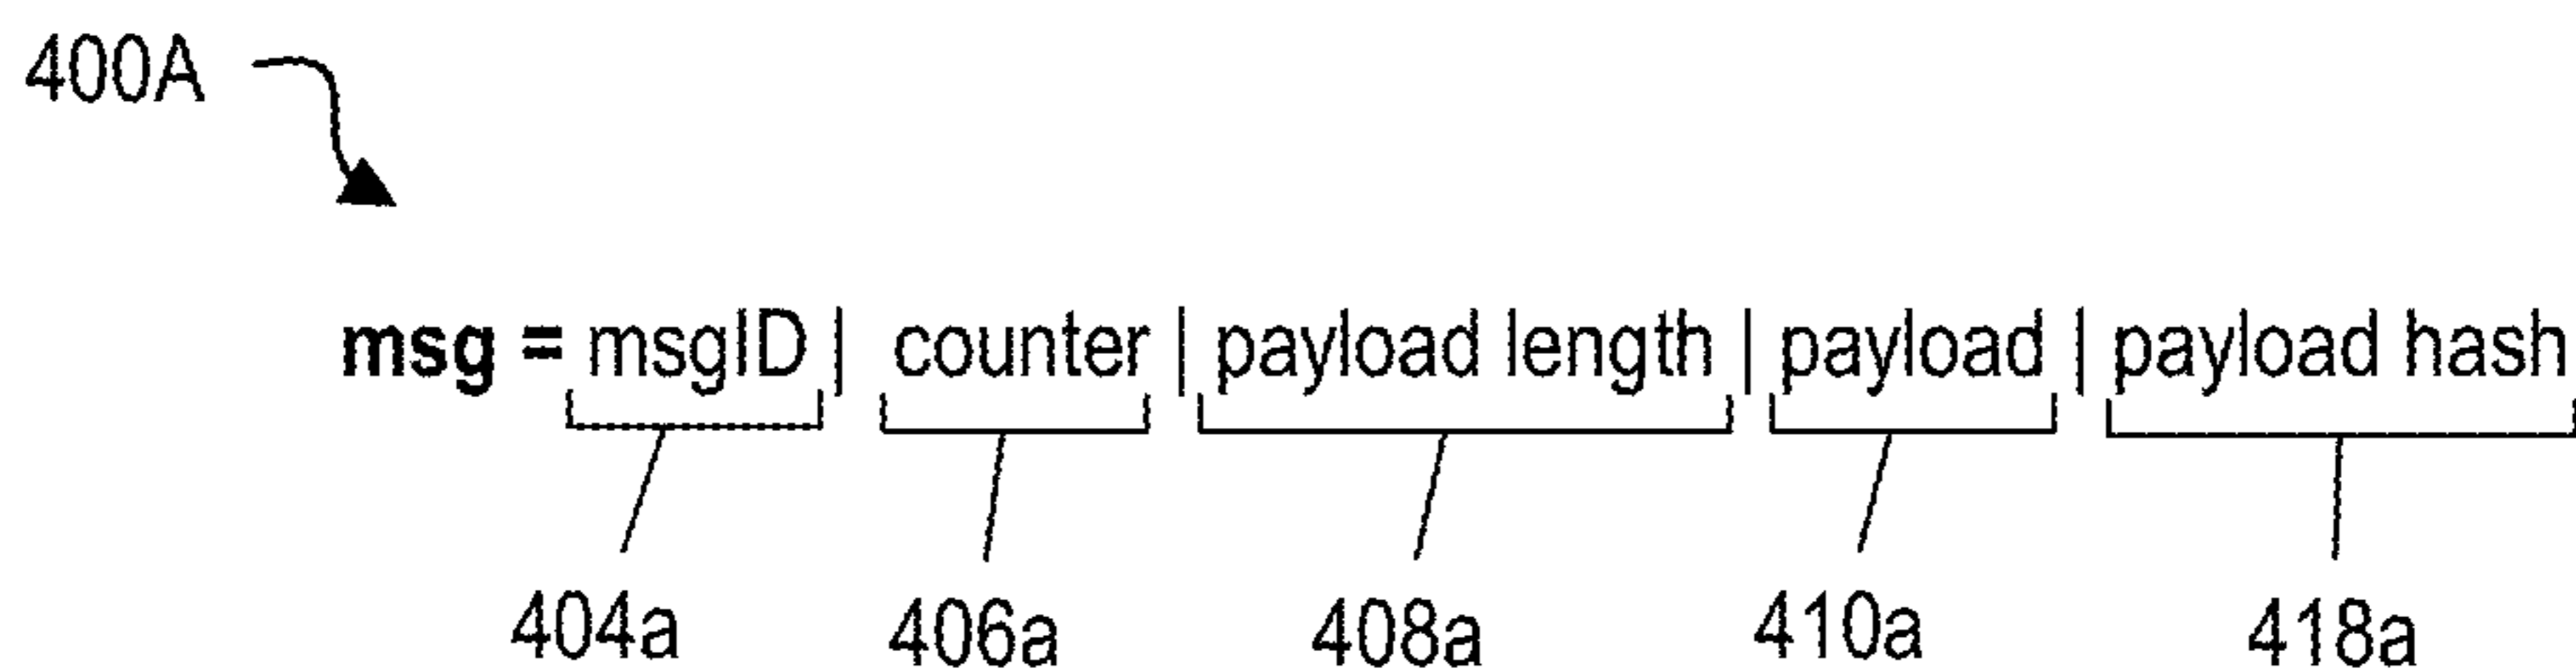 400A
msg = msgID | counter | payload length | payload | payload hash
404a 406a 408a 410a 418a